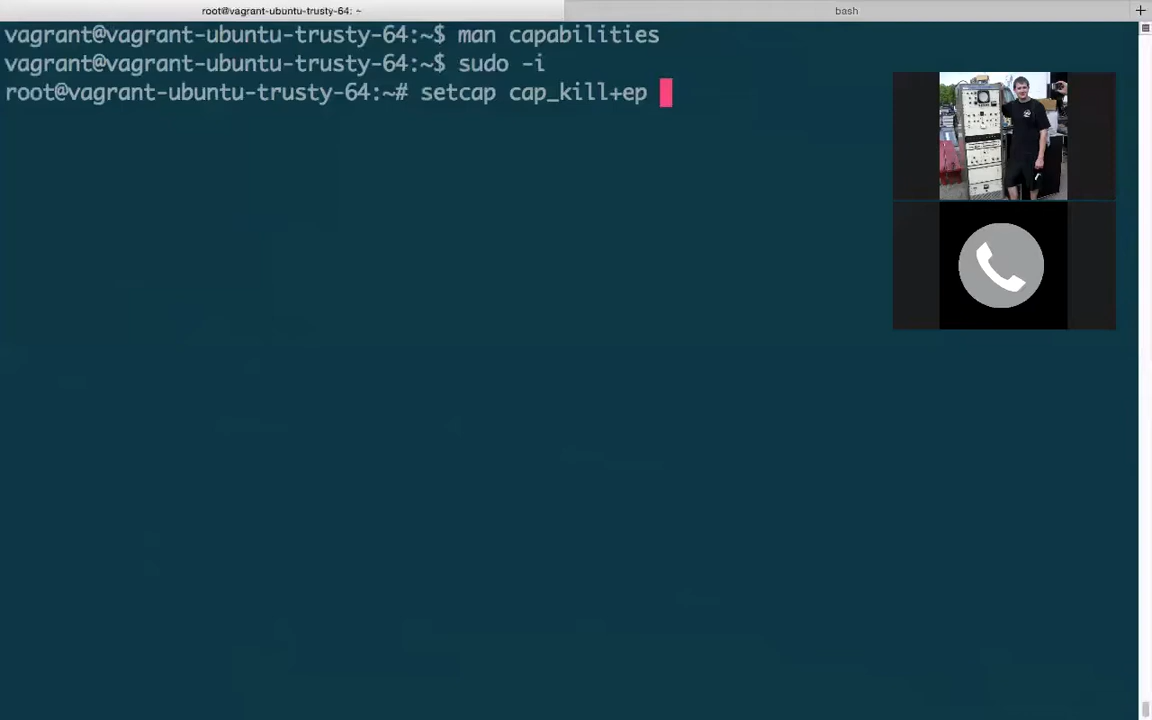 root@vagrant-ubuntu-trusty-64: ~
bash
+
vagrant@vagrant-ubuntu-trusty-64:~$ man capabilities
vagrant@vagrant-ubuntu-trusty-64:~$ sudo -i
root@vagrant-ubuntu-trusty-64:~# setcap cap_kill+ep